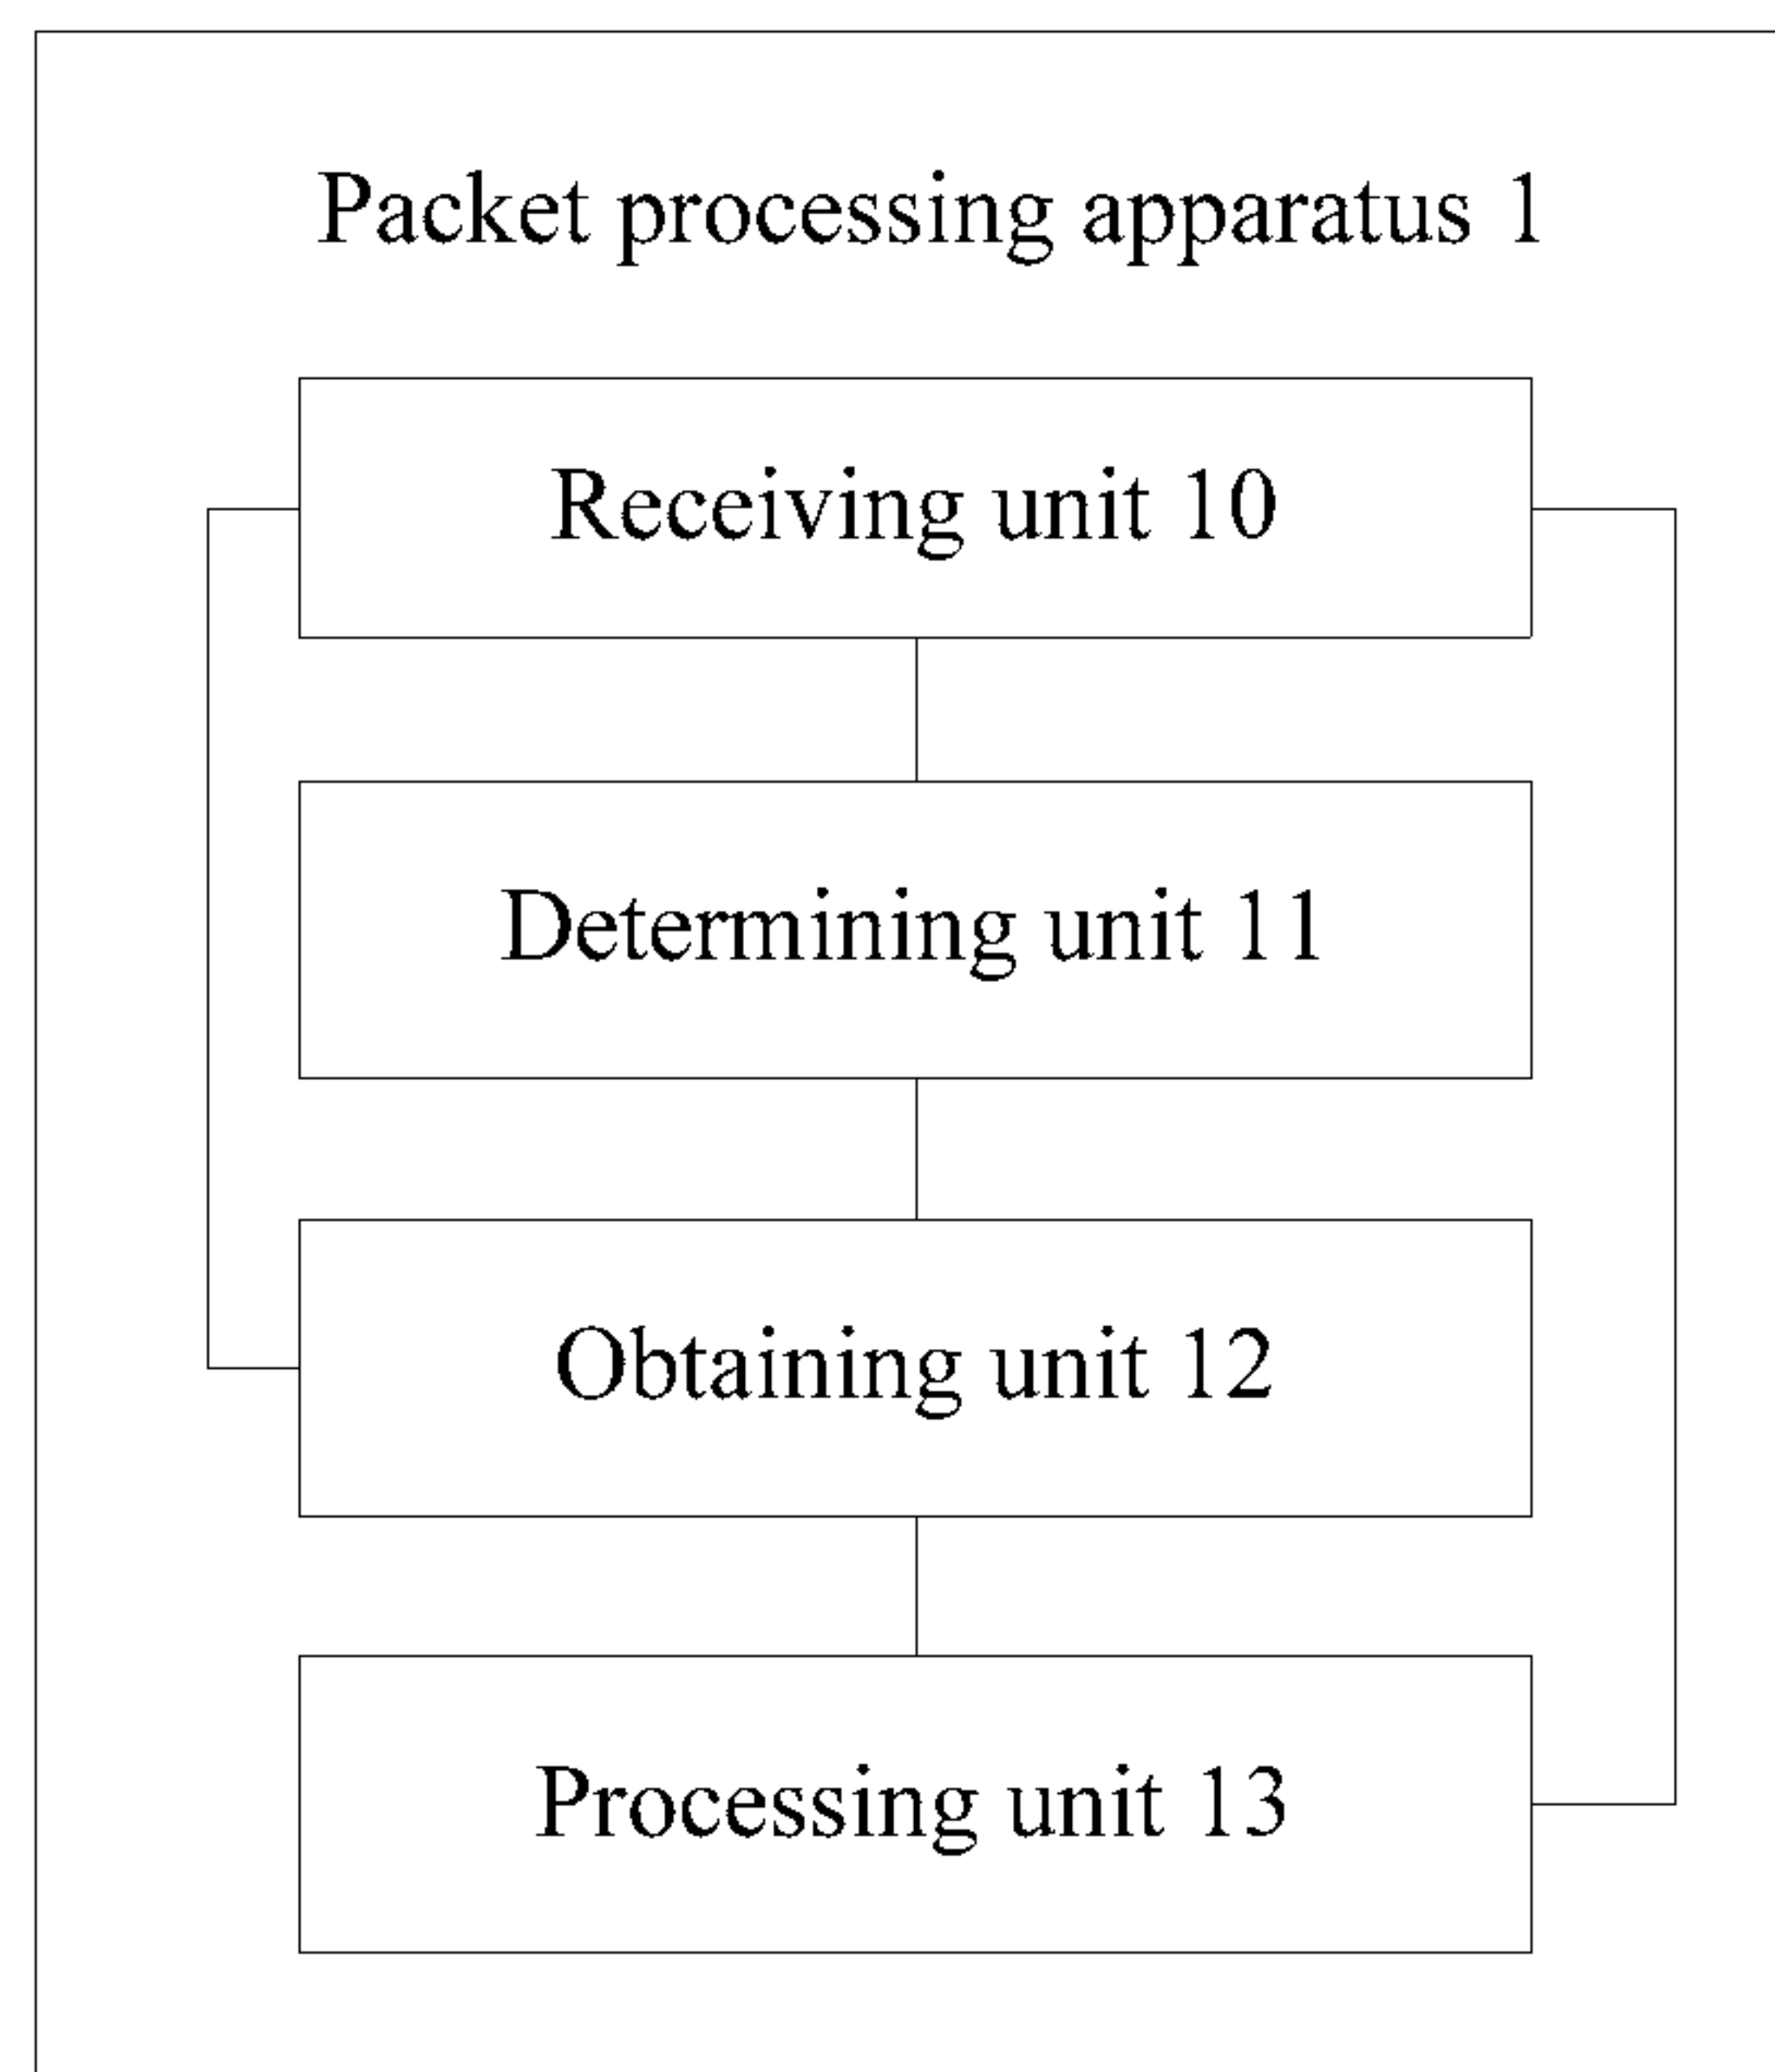 Packet processing apparatus 1
Receiving unit 10
Determining unit 11
Obtaining unit 12
Processing unit 13